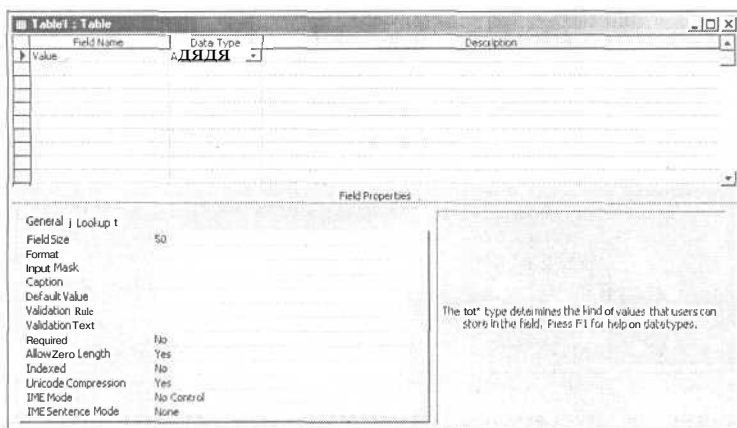 Table1 : Table
Field Name Data Type Description
Value АДЯДЯ
Field Properties
General j Lookup t
Field Size 50
Format
Input Mask
Caption
Default Value
Validation Rule
Validation Text
Required No
Allow Zero Length Yes
Indexed No
Unicode Compression Yes
IME Mode No Control
IME Sentence Mode None
The tot* type determines the kind of values that users can
store in the field. Press F1 for help on data types.